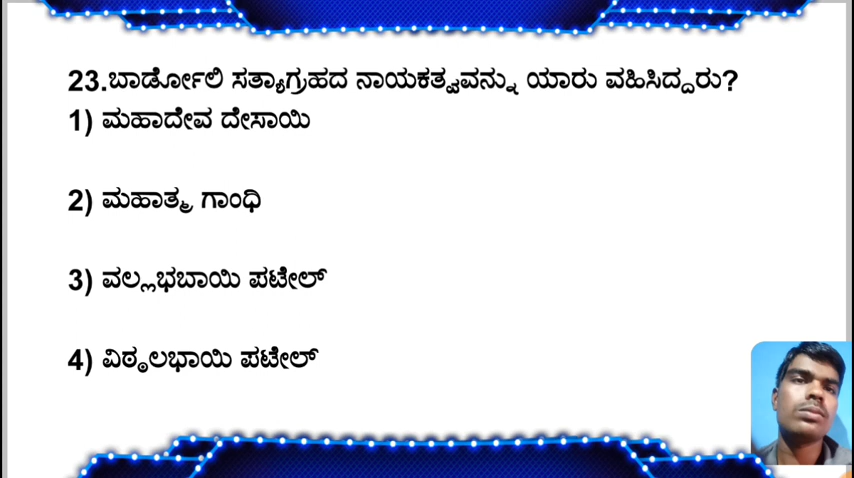 23.ಬಾರ್ಡೋಲಿ ಸತ್ಯಾಗ್ರಹದ ನಾಯಕತ್ವವನ್ನು ಯಾರು ವಹಿಸಿದ್ದರು?
1) ಮಹಾದೇವ ದೇಸಾಯಿ
2) ಮಹಾತ್ಮ ಗಾಂಧಿ
3) ವಲ್ಲಭಬಾಯಿ ಪಟೇಲ್
4) ವಿಠ್ಠಲಭಾಯಿ ಪಟೇಲ್